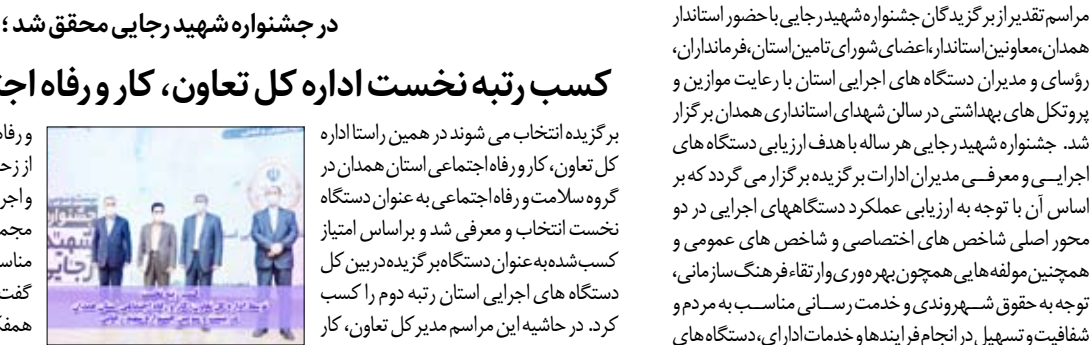 در جشنواره شهید رجایی محقق شد ؛
کسب رتبه نخست اداره کل تعاون، کار و رفاه
مراسم تقدیر از برگزیدگان جشنواره شهید رجایی با حضور استاندار
همدان،معاونین استاندار،اعضای شورای تامین استان،فرمانداران،
رؤسای و مدیران دستگاه های اجرایی استان با رعایت موازین و
پروتکل های بهداشتی در سالن شهدای استانداری همدان برگزار
شد. جشنواره شهید رجایی هر ساله با هدف ارزیابی دستگاه های
اجرایی و معرفی مدیران ادارات برگزیده برگزار می گردد که بر
اساس آن با توجه به ارزیابی عملکرد دستگاههای اجرایی در دو
محور اصلی شاخص های اختصاصی و شاخص های عمومی و
همچنین مولفه هایی همچون بهره وری وارتقاء فرهنگ سازمانی،
توجه به حقوق شهروندی و خدمت رسانی مناسب به مردم و
شفافیت و تسهیل در انجام فرایندها و خدمات ادارای،دستگاه های
برگزیده انتخاب می شوند در همین راستا اداره
کل تعاون، کار و رفاه اجتماعی استان همدان در
گروه سلامت و رفاه اجتماعی به عنوان دستگاه
نخست انتخاب و معرفی شد و براساس امتیاز
کسب شده به عنوان دستگاه برگزیده در بین کل
دستگاه های اجرایی استان رتبه دوم را کسب
کرد. در حاشیه این مراسم مدیر کل تعاون، کار
جشنواره
شهید
رجایی
و رفاه
از زح
و اجر
مجم
مناس
گفت
همفک